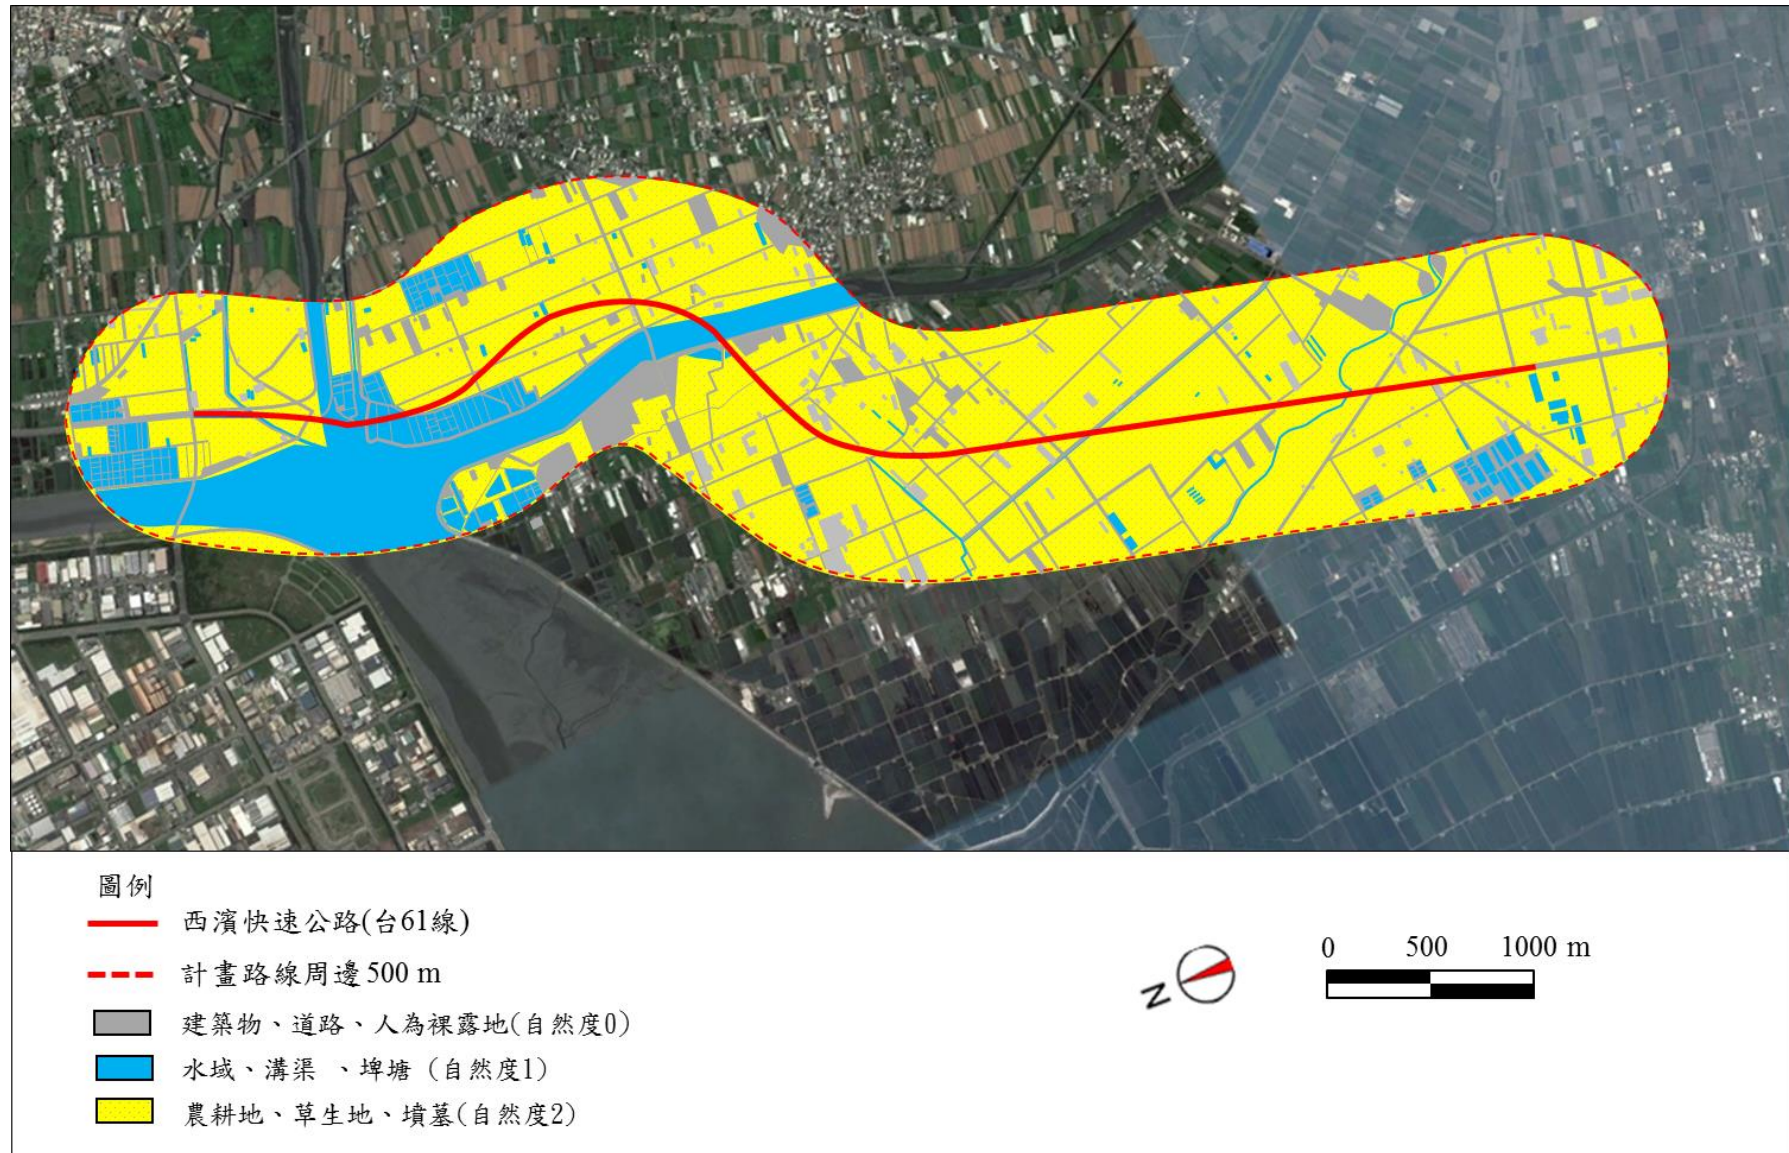 圖例
西濱快速公路(台61線)
計畫路線周邊500 m
建築物、道路、人為裸露地(自然度0)
水域、溝渠 、埤塘 (自然度1)
農耕地、草生地、墳墓(自然度2)
N
0 500 1000 m